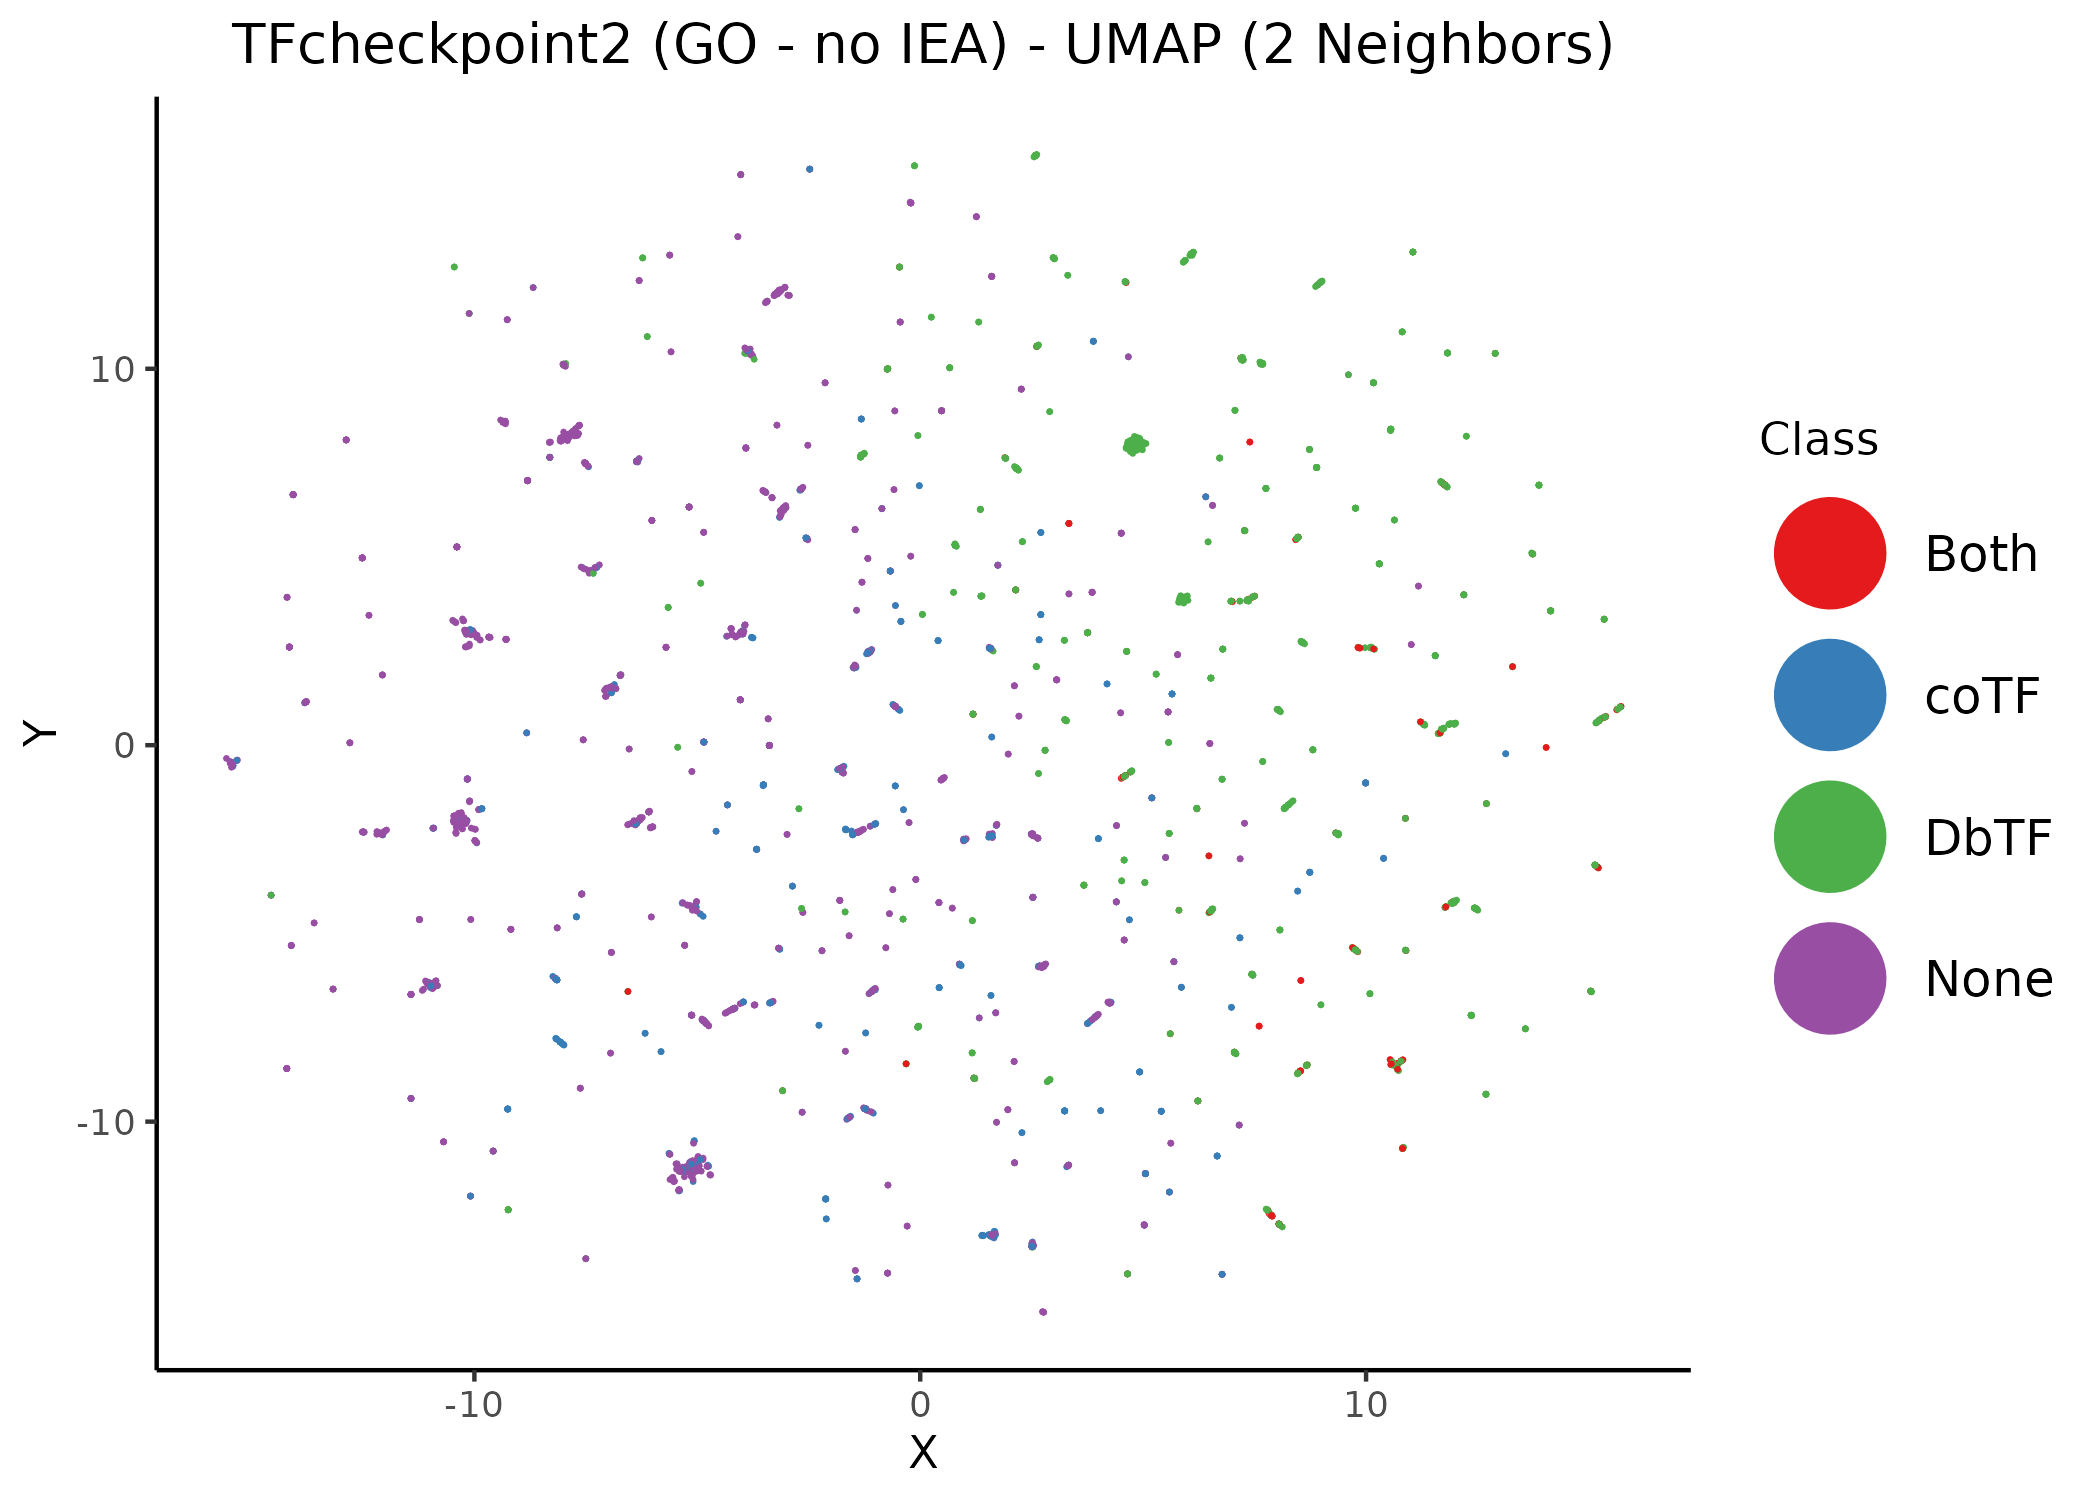 TFcheckpoint2 (GO - no IEA) - UMAP (2 Neighbors)
Class
Both
coTF
DbTF
None
10
0
-10
Y
-10
0
10
X